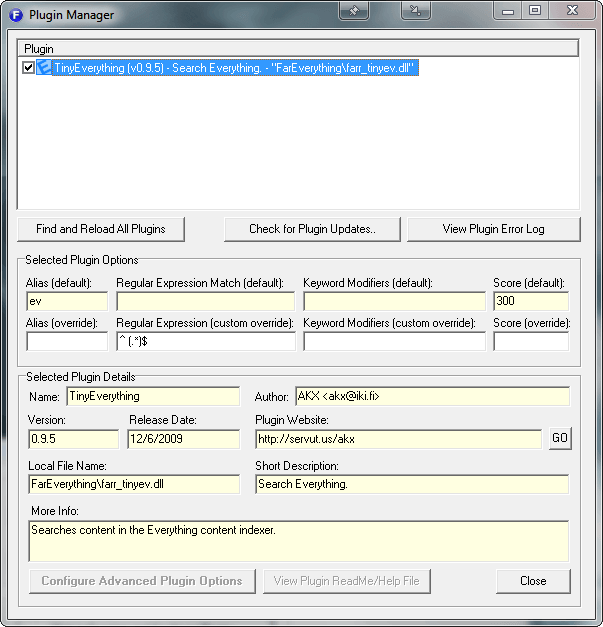 Plugin Manager
Plugin
TinyEverything (v0.9.5) - Search Everything. - "FarEverything\farr_tinyev.dll"
Find and Reload All Plugins
Check for Plugin Updates..
View Plugin Error Log
Selected Plugin Options
Alias (default): Regular Expression Match (default): Keyword Modifiers (default): Score (default):
ev 300
Alias (override): Regular Expression (custom override): Keyword Modifiers (custom override): Score (override):
^ (.*)$
Selected Plugin Details
Name: TinyEverything Author: AKX <akx@iki.fi>
Version: Release Date: Plugin Website:
0.9.5 12/6/2009 http://servut.us/akx GO
Local File Name: Short Description:
FarEverything\farr_tinyev.dll Search Everything.
More Info:
Searches content in the Everything content indexer.
Configure Advanced Plugin Options View Plugin ReadMe/Help File Close